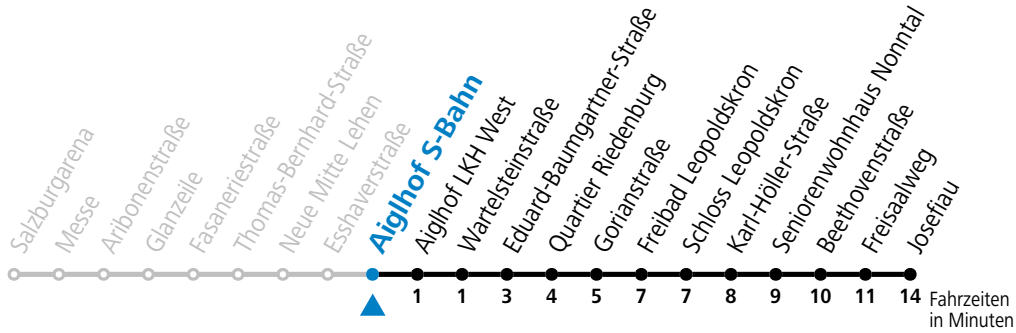 Salzburgarena
Messe
Aribonenstraße
Glanzeile
Fasaneriestraße
Thomas-Bernhard-Straße
Neue Mitte Lehen
Esshaverstraße
Aiglhof S-Bahn
Aiglhof LKH West
Wartelsteinstraße
Eduard-Baumgartner-Straße
Quartier Riedenburg
Gorianstraße
Freibad Leopoldskron
Schloss Leopoldskron
Karl-Höller-Straße
Seniorenwohnhaus Nonntal
Beethovenstraße
Freisaalweg
Josefiau
1 1 3 4 5 7 7 8 9 10 11 14 Fahrzeiten
in Minuten